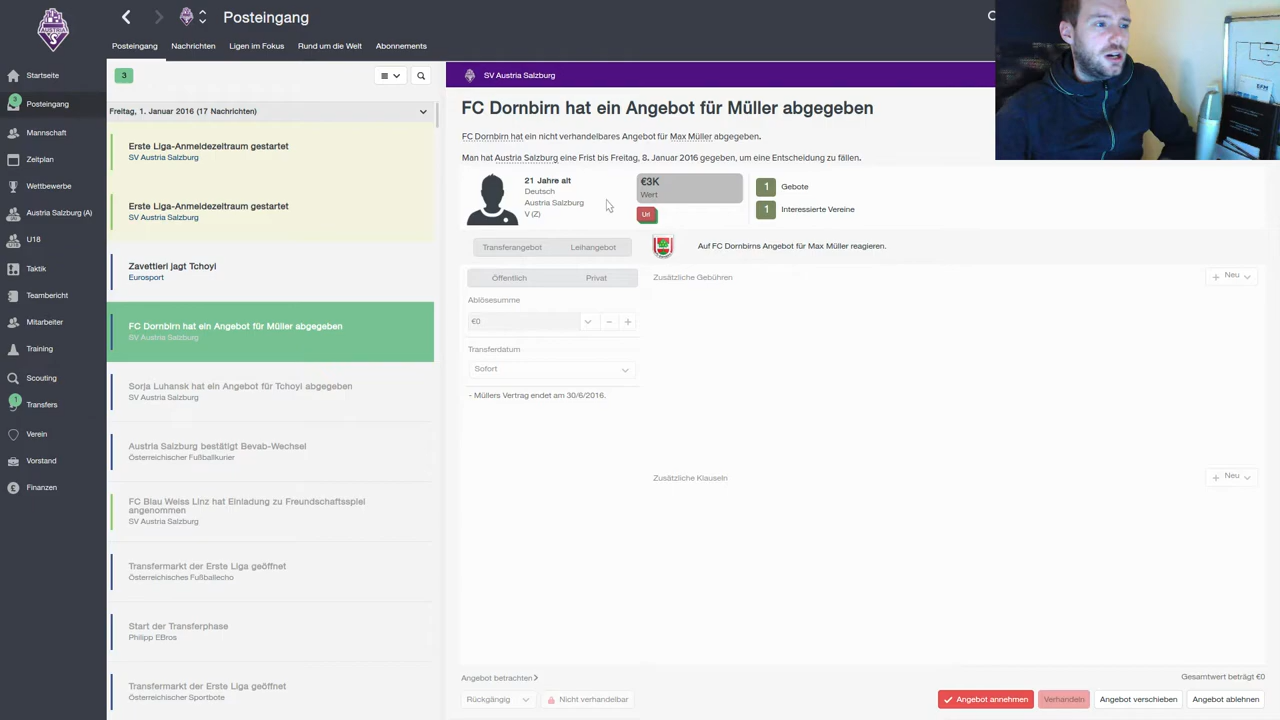 AUSTRIA
S
Posteingang
Posteingang
Nachrichten
Ligen im Fokus
Rund um die Welt
Abonnements
Startseite
Posteingang
Mannschaft
Zeitplan
Wettbewerbe
Austria Salzburg (A)
U18
Taktik
Teambericht
Mitarbeiter
Training
Scouting
1
Transfers
Verein
Vorstand
Finanzen
3
Freitag, 1. Januar 2016 (17 Nachrichten)
Erste Liga-Anmeldezeitraum gestartet
SV Austria Salzburg
Erste Liga-Anmeldezeitraum gestartet
SV Austria Salzburg
Zavettieri jagt Tchoyi
Eurosport
FC Dornbirn hat ein Angebot für Müller abgegeben
SV Austria Salzburg
Sorja Luhansk hat ein Angebot für Tchoyi abgegeben
SV Austria Salzburg
Austria Salzburg bestätigt Bevab-Wechsel
Österreichischer Fußballkurier
FC Blau Weiss Linz hat Einladung zu Freundschaftsspiel
angenommen
SV Austria Salzburg
Transfermarkt der Erste Liga geöffnet
Österreichisches Fußballecho
Start der Transferphase
Philipp EBros
Transfermarkt der Erste Liga geöffnet
Österreichischer Sportbote
SV Austria Salzburg
FC Dornbirn hat ein Angebot für Müller abgegeben
FC Dornbirn hat ein nicht verhandelbares Angebot für Max Müller abgegeben.
Man hat Austria Salzburg eine Frist bis Freitag, 8. Januar 2016 gegeben, um eine Entscheidung zu fällen.
21 Jahre alt
Deutsch
Austria Salzburg
V (Z)
€3K
Wert
Url
1 Gebote
1 Interessierte Vereine
Transferangebot
Leihangebot
Auf FC Dornbirns Angebot für Max Müller reagieren.
Öffentlich
Privat
Zusätzliche Gebühren
+ Neu
Ablösesumme
€0
Transferdatum
Sofort
- Müllers Vertrag endet am 30/6/2016.
Zusätzliche Klauseln
+ Neu
Angebot betrachten
Gesamtwert beträgt €0
Rückgängig
Nicht verhandelbar
Angebot annehmen
Verhandeln
Angebot verschieben
Angebot ablehnen